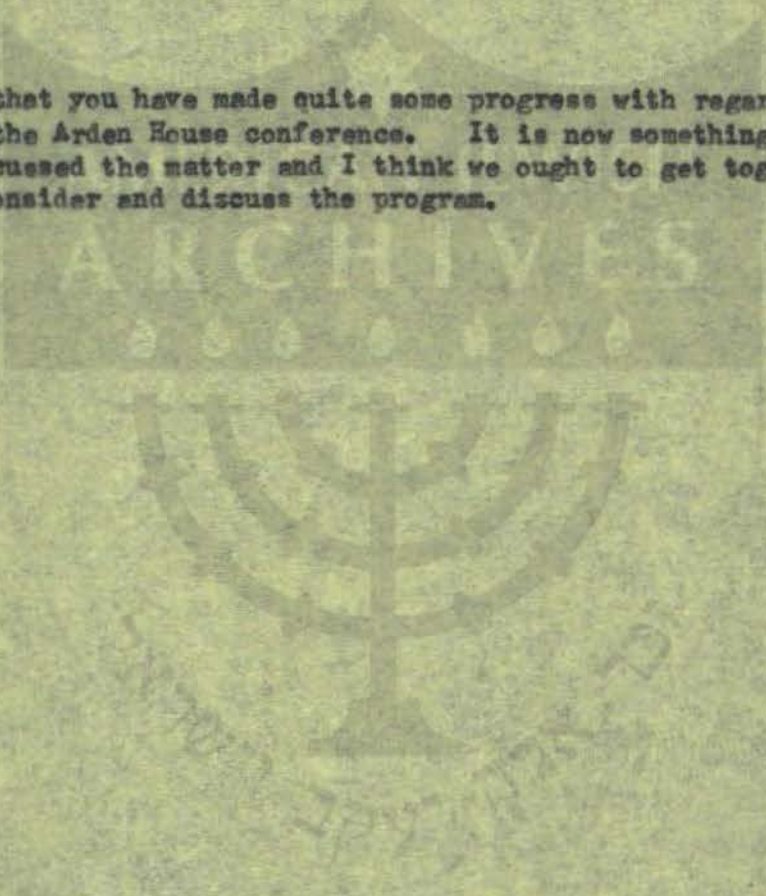 that you have made quite some progress with regar
the Arden House conference. It is now something
ussed the matter and I think we ought to get tog
nsider and discuss the program.
ARCHIVES